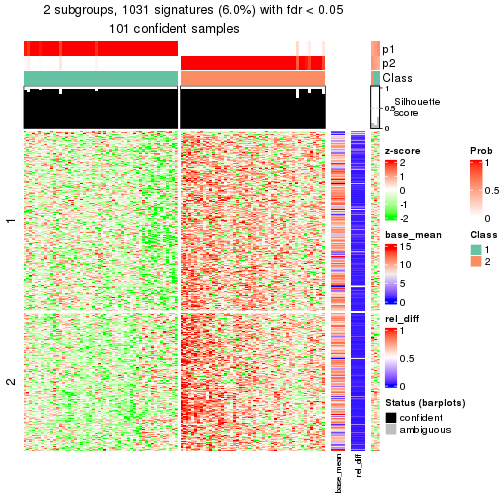 2 subgroups, 1031 signatures (6.0%) with fdr < 0.05
101 confident samples
p1
p2
Class
1
0.5
0
Silhouette
score
1
2
z-score
2
1
0
-1
-2
Prob
1
0.5
0
base_mean
15
10
5
0
Class
1
2
rel_diff
1
0.5
0
Status (barplots)
confident
ambiguous
base_mean
rel_diff